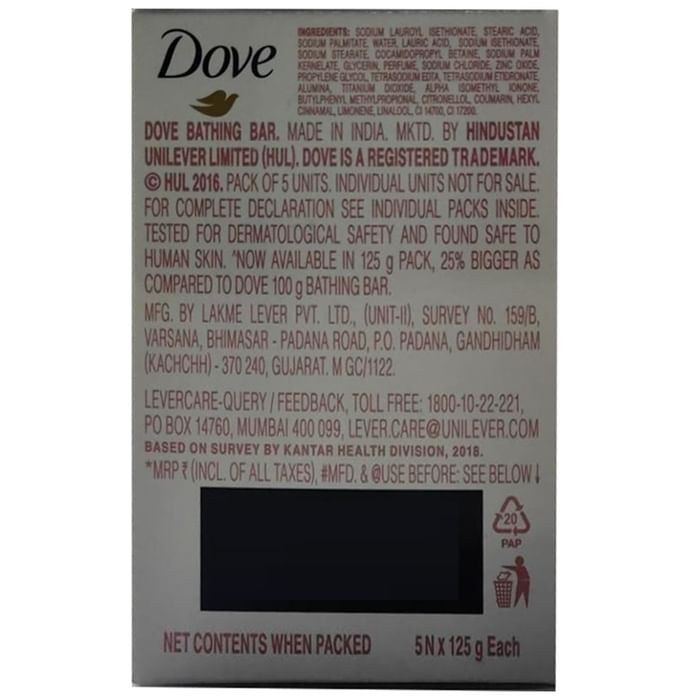 Dove
INGREDIENTS: SODIUM LAUROYL ISETHIONATE, STEARIC ACID,
SODIUM PALMITATE, WATER, LAURIC ACID, SODIUM ISETHIONATE,
SODIUM STEARATE, COCAMIDOPROPYL BETAINE, SODIUM PALM
KERNELATE, GLYCERIN, PERFUME, SODIUM CHLORIDE, ZINC OXIDE,
PROPYLENE GLYCOL, TETRASODIUM EDTA, TETRASODIUM ETIDRONATE,
ALUMINA, TITANIUM DIOXIDE, ALPHA ISOMETHYL IONONE,
BUTYLPHENYL METHYLPROPIONAL, CITRONELLOL, COUMARIN, HEXYL
CINNAMAL, LIMONENE, LINALOOL, CI 14700, CI 17200.
DOVE BATHING BAR. MADE IN INDIA. MKTD. BY HINDUSTAN
UNILEVER LIMITED (HUL). DOVE IS A REGISTERED TRADEMARK.
© HUL 2016. PACK OF 5 UNITS. INDIVIDUAL UNITS NOT FOR SALE.
FOR COMPLETE DECLARATION SEE INDIVIDUAL PACKS INSIDE.
TESTED FOR DERMATOLOGICAL SAFETY AND FOUND SAFE TO
HUMAN SKIN. ^NOW AVAILABLE IN 125 g PACK, 25% BIGGER AS
COMPARED TO DOVE 100 g BATHING BAR.
MFG. BY LAKME LEVER PVT. LTD., (UNIT-II), SURVEY No. 159/B,
VARSANA, BHIMASAR - PADANA ROAD, P.O. PADANA, GANDHIDHAM
(KACHCHH) - 370 240, GUJARAT. M GC/1122.
LEVERCARE-QUERY / FEEDBACK, TOLL FREE: 1800-10-22-221,
PO BOX 14760, MUMBAI 400 099, LEVER.CARE@UNILEVER.COM
BASED ON SURVEY BY KANTAR HEALTH DIVISION, 2018.
*MRP ₹ (INCL. OF ALL TAXES), #MFD. & @USE BEFORE: SEE BELOW ↓
20
PAP
NET CONTENTS WHEN PACKED 5 N x 125 g Each